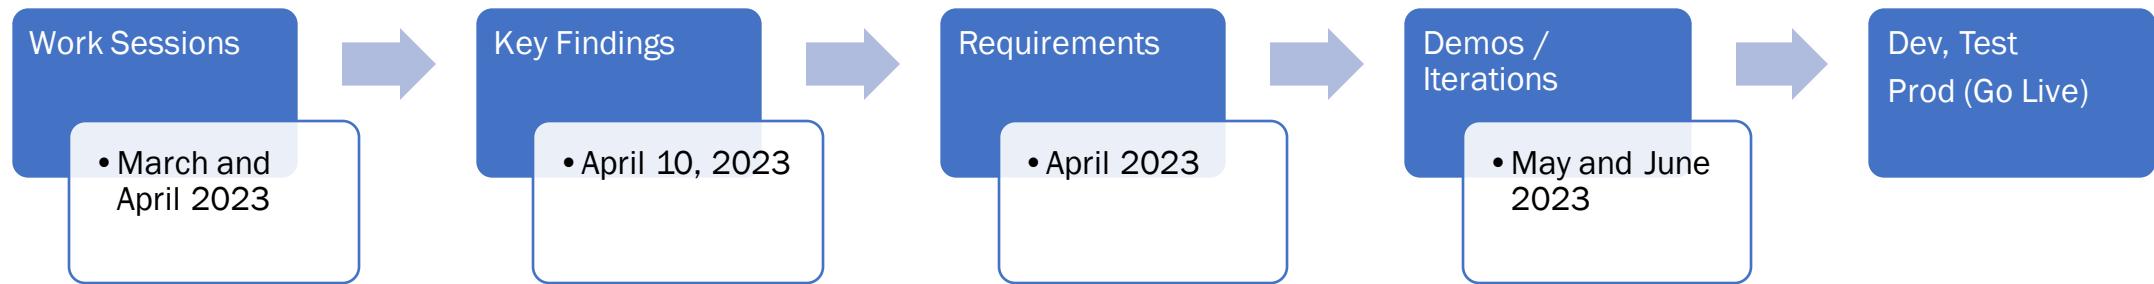 Work Sessions
• March and
April 2023
Key Findings
• April 10, 2023
Requirements
• April 2023
Demos /
Iterations
• May and June
2023
Dev, Test
Prod (Go Live)